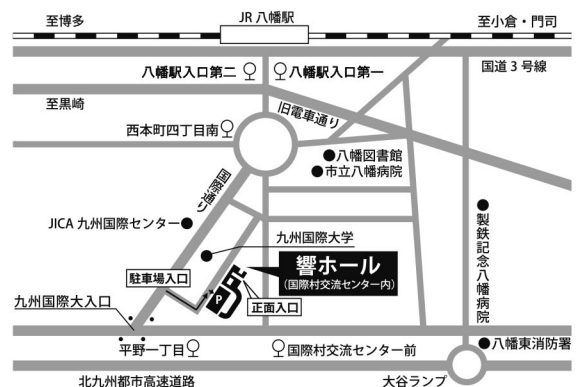 JR 八幡駅
至博多
至小倉・門司
八幡駅入口第二
八幡駅入口第一
国道3号線
至黒崎
旧電車通り
西本町四丁目南
八幡図書館
市立八幡病院
国際通り
JICA 九州国際センター
九州国際大学
製鉄記念八幡病院
響ホール
(国際村交流センター内)
駐車場入口
P
正面入口
九州国際大入口
平野一丁目
国際村交流センター前
八幡東消防署
北九州都市高速道路
大谷ランプ